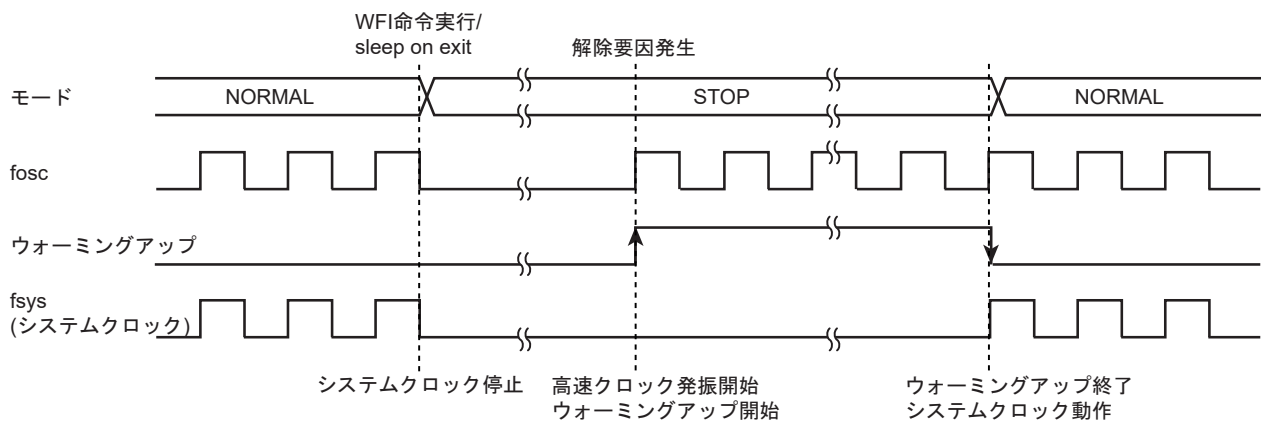 WFI命令実行/
sleep on exit
解除要因発生
モード
NORMAL
STOP
NORMAL
fosc
ウォーミングアップ
fsys
(システムクロック)
システムクロック停止
高速クロック発振開始
ウォーミングアップ開始
ウォーミングアップ終了
システムクロック動作